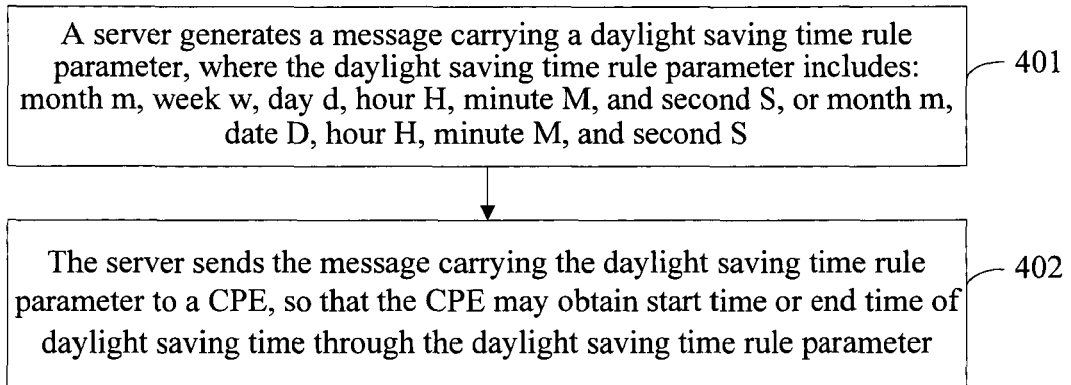 A server generates a message carrying a daylight saving time rule
parameter, where the daylight saving time rule parameter includes:
month m, week w, day d, hour H, minute M, and second S, or month m,
date D, hour H, minute M, and second S
401
The server sends the message carrying the daylight saving time rule
parameter to a CPE, so that the CPE may obtain start time or end time of
daylight saving time through the daylight saving time rule parameter
402